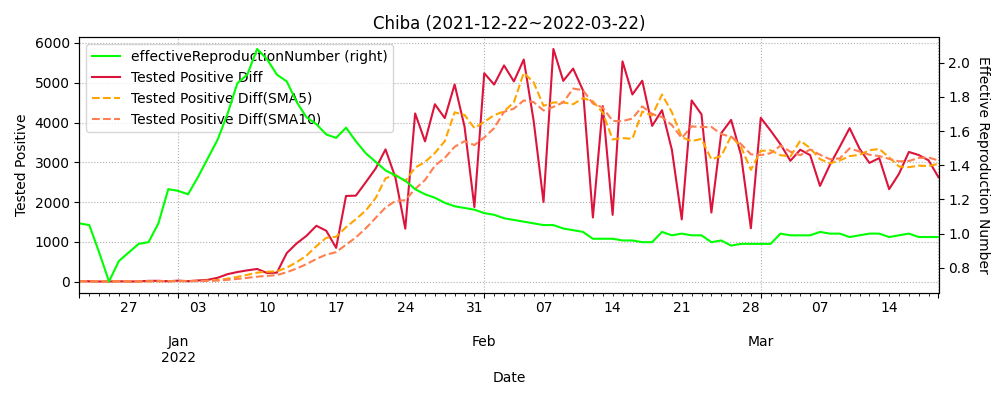 Chiba (2021-12-22~2022-03-22)
effectiveReproductionNumber (right)
Tested Positive Diff
Tested Positive Diff(SMA5)
Tested Positive Diff(SMA10)
Tested Positive
6000
5000
4000
3000
2000
1000
0
Effective Reproduction Number
2.0
1.8
1.6
1.4
1.2
1.0
0.8
27 03 10 17 24 31 07 14 21 28 07 14
Jan Feb Mar
2022
Date